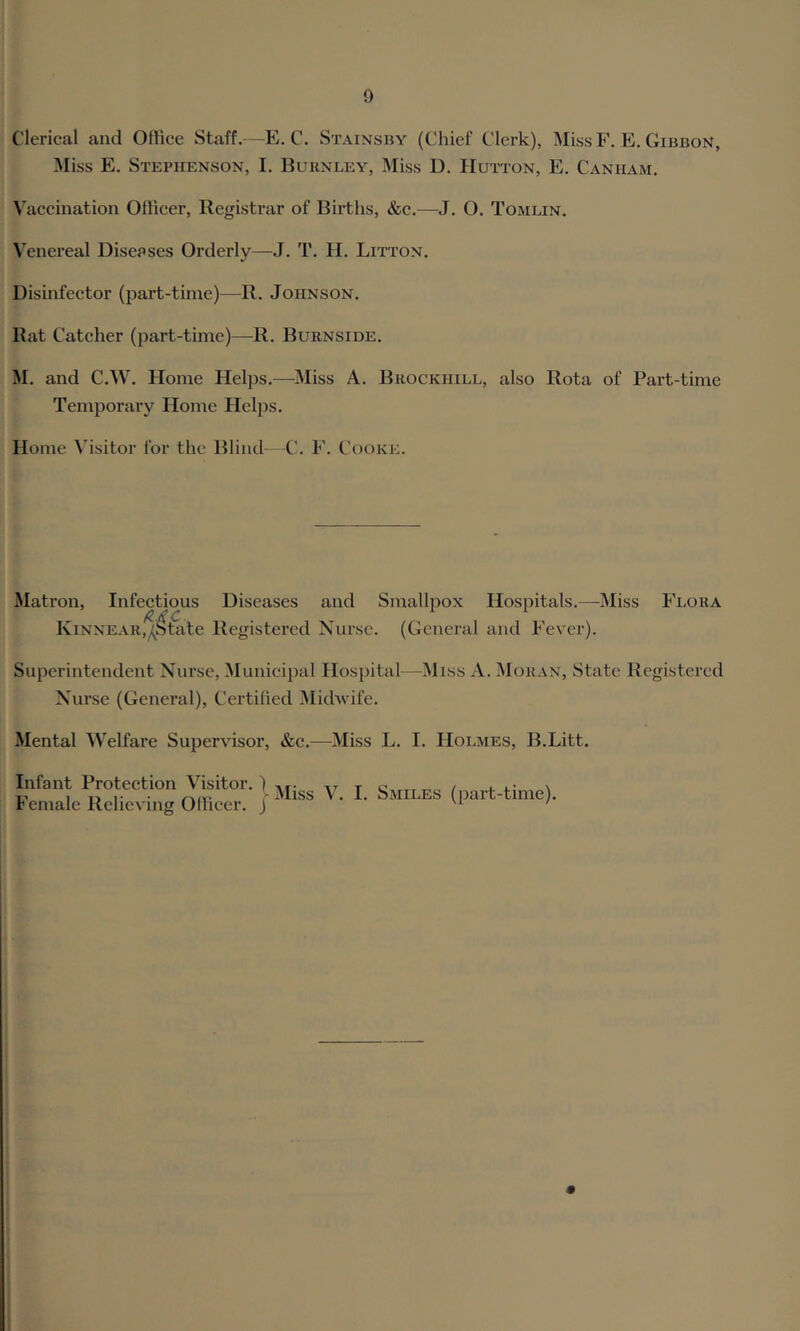 9
Clerical and Office Staff.—E. C. Stainsby (Chief Clerk), Miss F. E. Gibbon,
Miss E. Stephenson, I. Burnley, Miss D. Hutton, E. Canham.
Vaccination Officer, Registrar of Births, &c.—J. O. Tomlin.
Venereal Diseases Orderly—J. T. H. Litton.
Disinfector (part-time)—R. Johnson.
Rat Catcher (part-time)—R. Burnside.
M. and C.W. Home Helps.—Miss A. Brockhill, also Rota of Part-time
Temporary Home Helps.
Home Visitor for the Blind—C. F. Cooke.
Matron, Infectious Diseases and Smallpox Hospitals.—Miss Flora
Kinnear, State Registered Nurse. (General and Fever).
Superintendent Nurse, Municipal Hospital—Miss A. Moran, State Registered
Nurse (General), Certified Midwife.
Mental Welfare Supervisor, &c.—Miss L. I. Holmes, B.Litt.
Infant Protection Visitor. } Miss V. I. Smiles (part-time).
Female Relieving Officer.